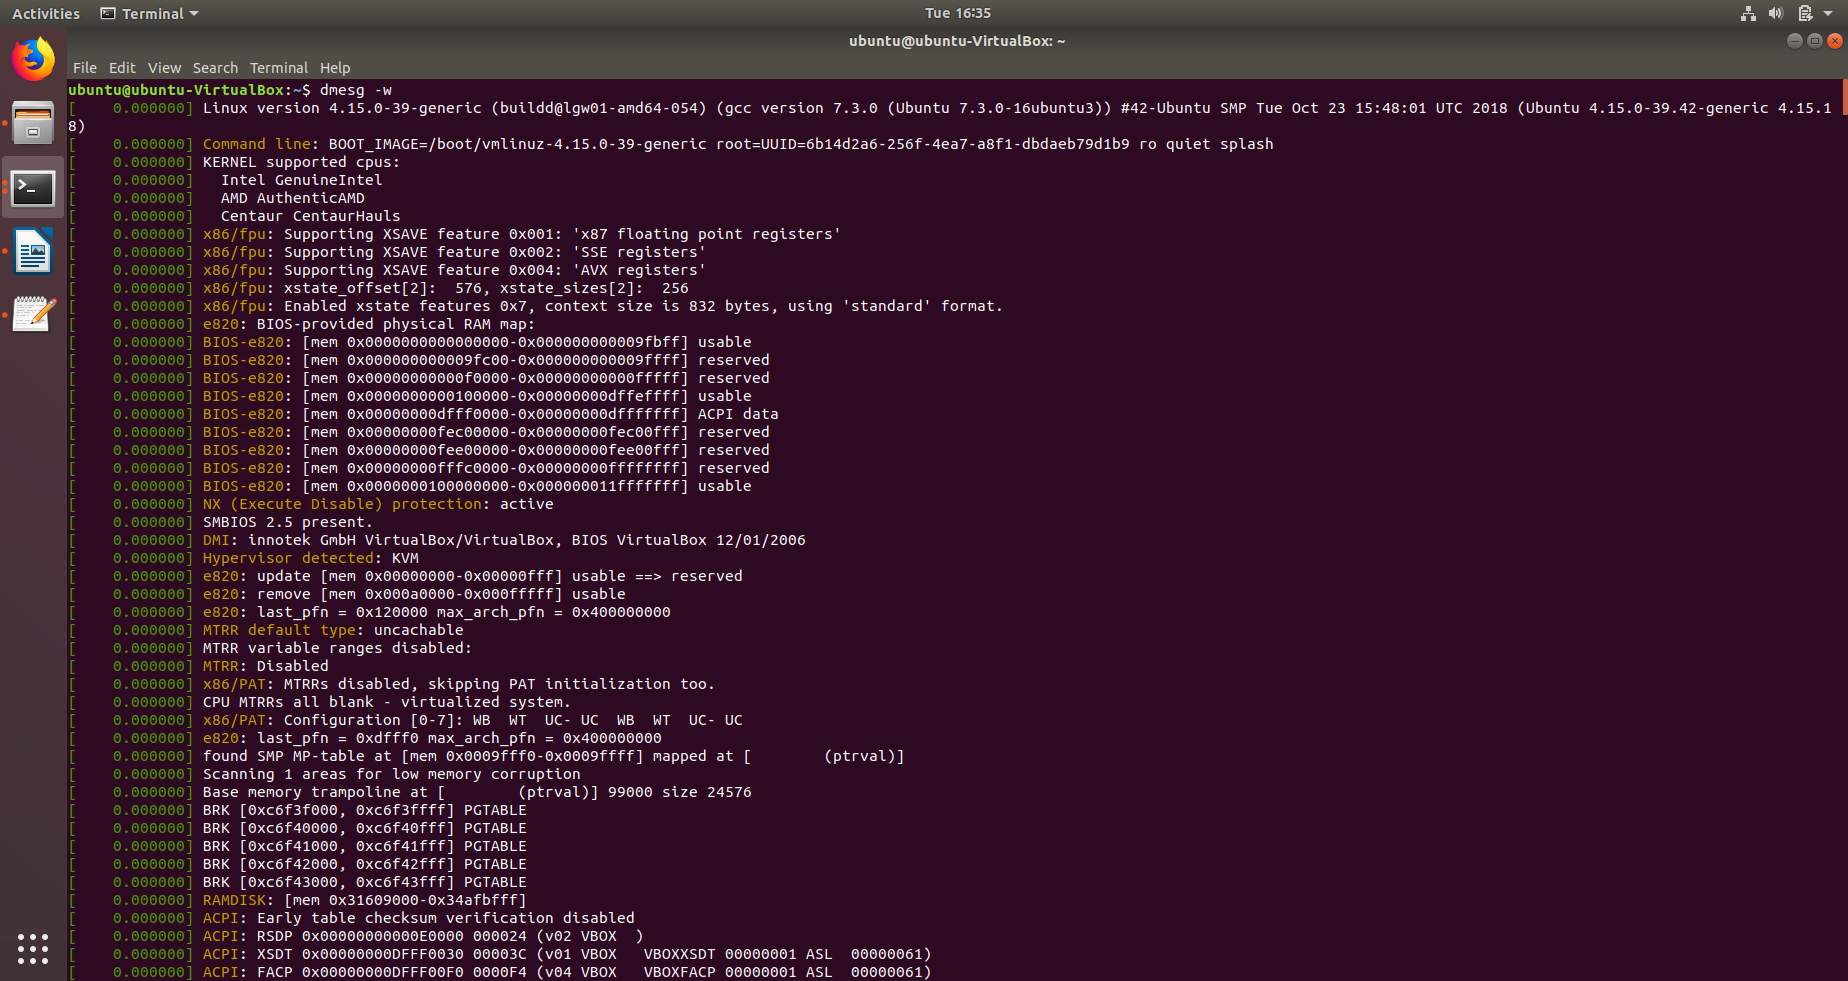 Activities
Terminal
Tue 16:35
ubuntu@ubuntu-VirtualBox: ~
File Edit View Search Terminal Help
ubuntu@ubuntu-VirtualBox:~$ dmesg -w
[    0.000000] Linux version 4.15.0-39-generic (buildd@lgw01-amd64-054) (gcc version 7.3.0 (Ubuntu 7.3.0-16ubuntu3)) #42-Ubuntu SMP Tue Oct 23 15:48:01 UTC 2018 (Ubuntu 4.15.0-39.42-generic 4.15.1
8)
[    0.000000] Command line: BOOT_IMAGE=/boot/vmlinuz-4.15.0-39-generic root=UUID=6b14d2a6-256f-4ea7-a8f1-dbdaeb79d1b9 ro quiet splash
[    0.000000] KERNEL supported cpus:
[    0.000000]   Intel GenuineIntel
[    0.000000]   AMD AuthenticAMD
[    0.000000]   Centaur CentaurHauls
[    0.000000] x86/fpu: Supporting XSAVE feature 0x001: 'x87 floating point registers'
[    0.000000] x86/fpu: Supporting XSAVE feature 0x002: 'SSE registers'
[    0.000000] x86/fpu: Supporting XSAVE feature 0x004: 'AVX registers'
[    0.000000] x86/fpu: xstate_offset[2]:  576, xstate_sizes[2]:  256
[    0.000000] x86/fpu: Enabled xstate features 0x7, context size is 832 bytes, using 'standard' format.
[    0.000000] e820: BIOS-provided physical RAM map:
[    0.000000] BIOS-e820: [mem 0x0000000000000000-0x000000000009fbff] usable
[    0.000000] BIOS-e820: [mem 0x000000000009fc00-0x000000000009ffff] reserved
[    0.000000] BIOS-e820: [mem 0x00000000000f0000-0x00000000000fffff] reserved
[    0.000000] BIOS-e820: [mem 0x0000000000100000-0x00000000dffeffff] usable
[    0.000000] BIOS-e820: [mem 0x00000000dfff0000-0x00000000dfffffff] ACPI data
[    0.000000] BIOS-e820: [mem 0x00000000fec00000-0x00000000fec00fff] reserved
[    0.000000] BIOS-e820: [mem 0x00000000fee00000-0x00000000fee00fff] reserved
[    0.000000] BIOS-e820: [mem 0x00000000fffc0000-0x00000000ffffffff] reserved
[    0.000000] BIOS-e820: [mem 0x0000000100000000-0x000000011fffffff] usable
[    0.000000] NX (Execute Disable) protection: active
[    0.000000] SMBIOS 2.5 present.
[    0.000000] DMI: innotek GmbH VirtualBox/VirtualBox, BIOS VirtualBox 12/01/2006
[    0.000000] Hypervisor detected: KVM
[    0.000000] e820: update [mem 0x00000000-0x00000fff] usable ==> reserved
[    0.000000] e820: remove [mem 0x000a0000-0x000fffff] usable
[    0.000000] e820: last_pfn = 0x120000 max_arch_pfn = 0x400000000
[    0.000000] MTRR default type: uncachable
[    0.000000] MTRR variable ranges disabled:
[    0.000000] MTRR: Disabled
[    0.000000] x86/PAT: MTRRs disabled, skipping PAT initialization too.
[    0.000000] CPU MTRRs all blank - virtualized system.
[    0.000000] x86/PAT: Configuration [0-7]: WB  WT  UC- UC  WB  WT  UC- UC
[    0.000000] e820: last_pfn = 0xdfff0 max_arch_pfn = 0x400000000
[    0.000000] found SMP MP-table at [mem 0x0009fff0-0x0009ffff] mapped at [        (ptrval)]
[    0.000000] Scanning 1 areas for low memory corruption
[    0.000000] Base memory trampoline at [        (ptrval)] 99000 size 24576
[    0.000000] BRK [0xc6f3f000, 0xc6f3ffff] PGTABLE
[    0.000000] BRK [0xc6f40000, 0xc6f40fff] PGTABLE
[    0.000000] BRK [0xc6f41000, 0xc6f41fff] PGTABLE
[    0.000000] BRK [0xc6f42000, 0xc6f42fff] PGTABLE
[    0.000000] BRK [0xc6f43000, 0xc6f43fff] PGTABLE
[    0.000000] RAMDISK: [mem 0x31609000-0x34afbfff]
[    0.000000] ACPI: Early table checksum verification disabled
[    0.000000] ACPI: RSDP 0x00000000000E0000 000024 (v02 VBOX  )
[    0.000000] ACPI: XSDT 0x00000000DFFF0030 00003C (v01 VBOX   VBOXXSDT 00000001 ASL  00000061)
[    0.000000] ACPI: FACP 0x00000000DFFF00F0 0000F4 (v04 VBOX   VBOXFACP 00000001 ASL  00000061)